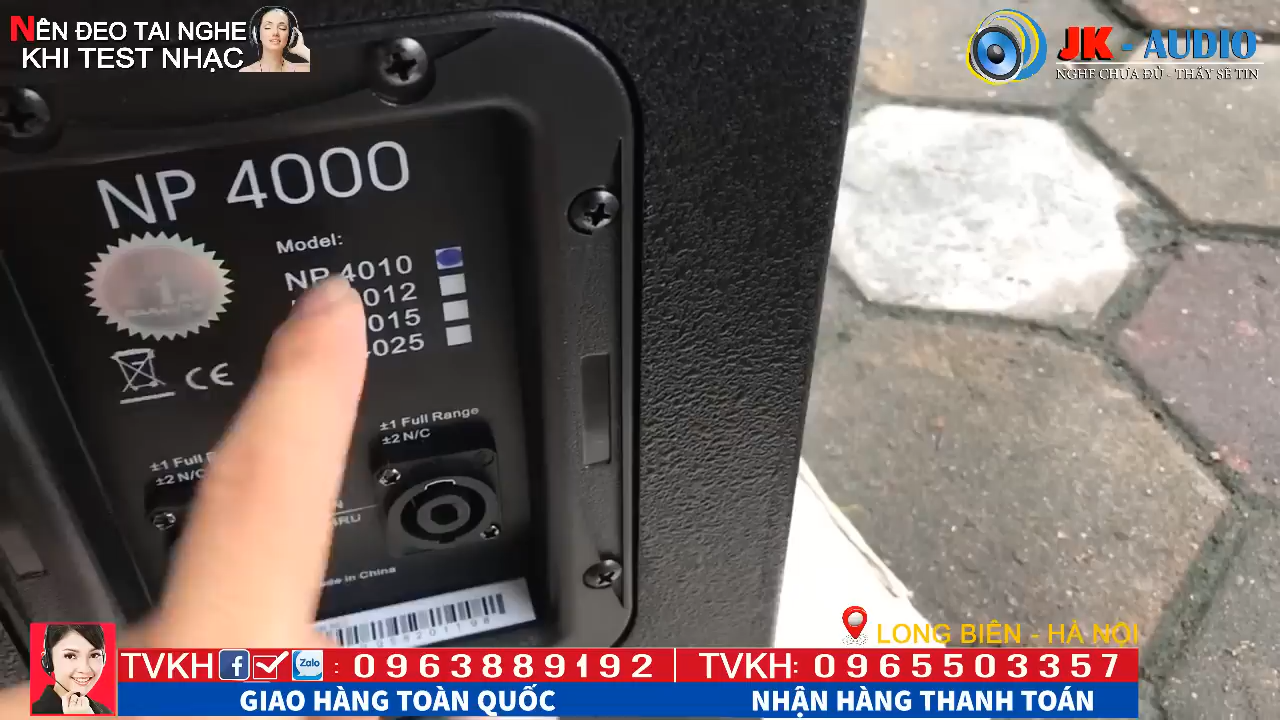 NÊN ĐEO TAI NGHE
KHI TEST NHẠC
JK - AUDIO
NGHE CHƯA ĐỦ - THẤY SẼ TIN
NP 4000
Model:
NP 4010
012
015
4025
CE
±1 Full Range
±2 N/C
±1 Full
±2 N/C
Made in China
LONG BIÊN - HÀ NỘI
TVKH f Zalo : 0963889192 | TVKH: 0965503357
GIAO HÀNG TOÀN QUỐC
NHẬN HÀNG THANH TOÁN